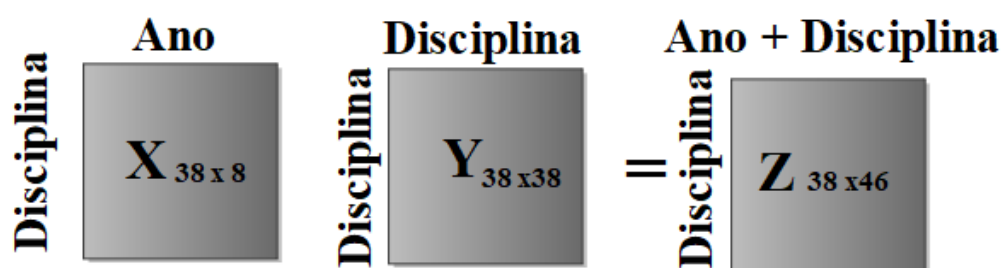 Ano
Disciplina
X 38 x 8
Disciplina
Disciplina
Y 38 x38
=
Ano + Disciplina
Disciplina
Z 38 x46